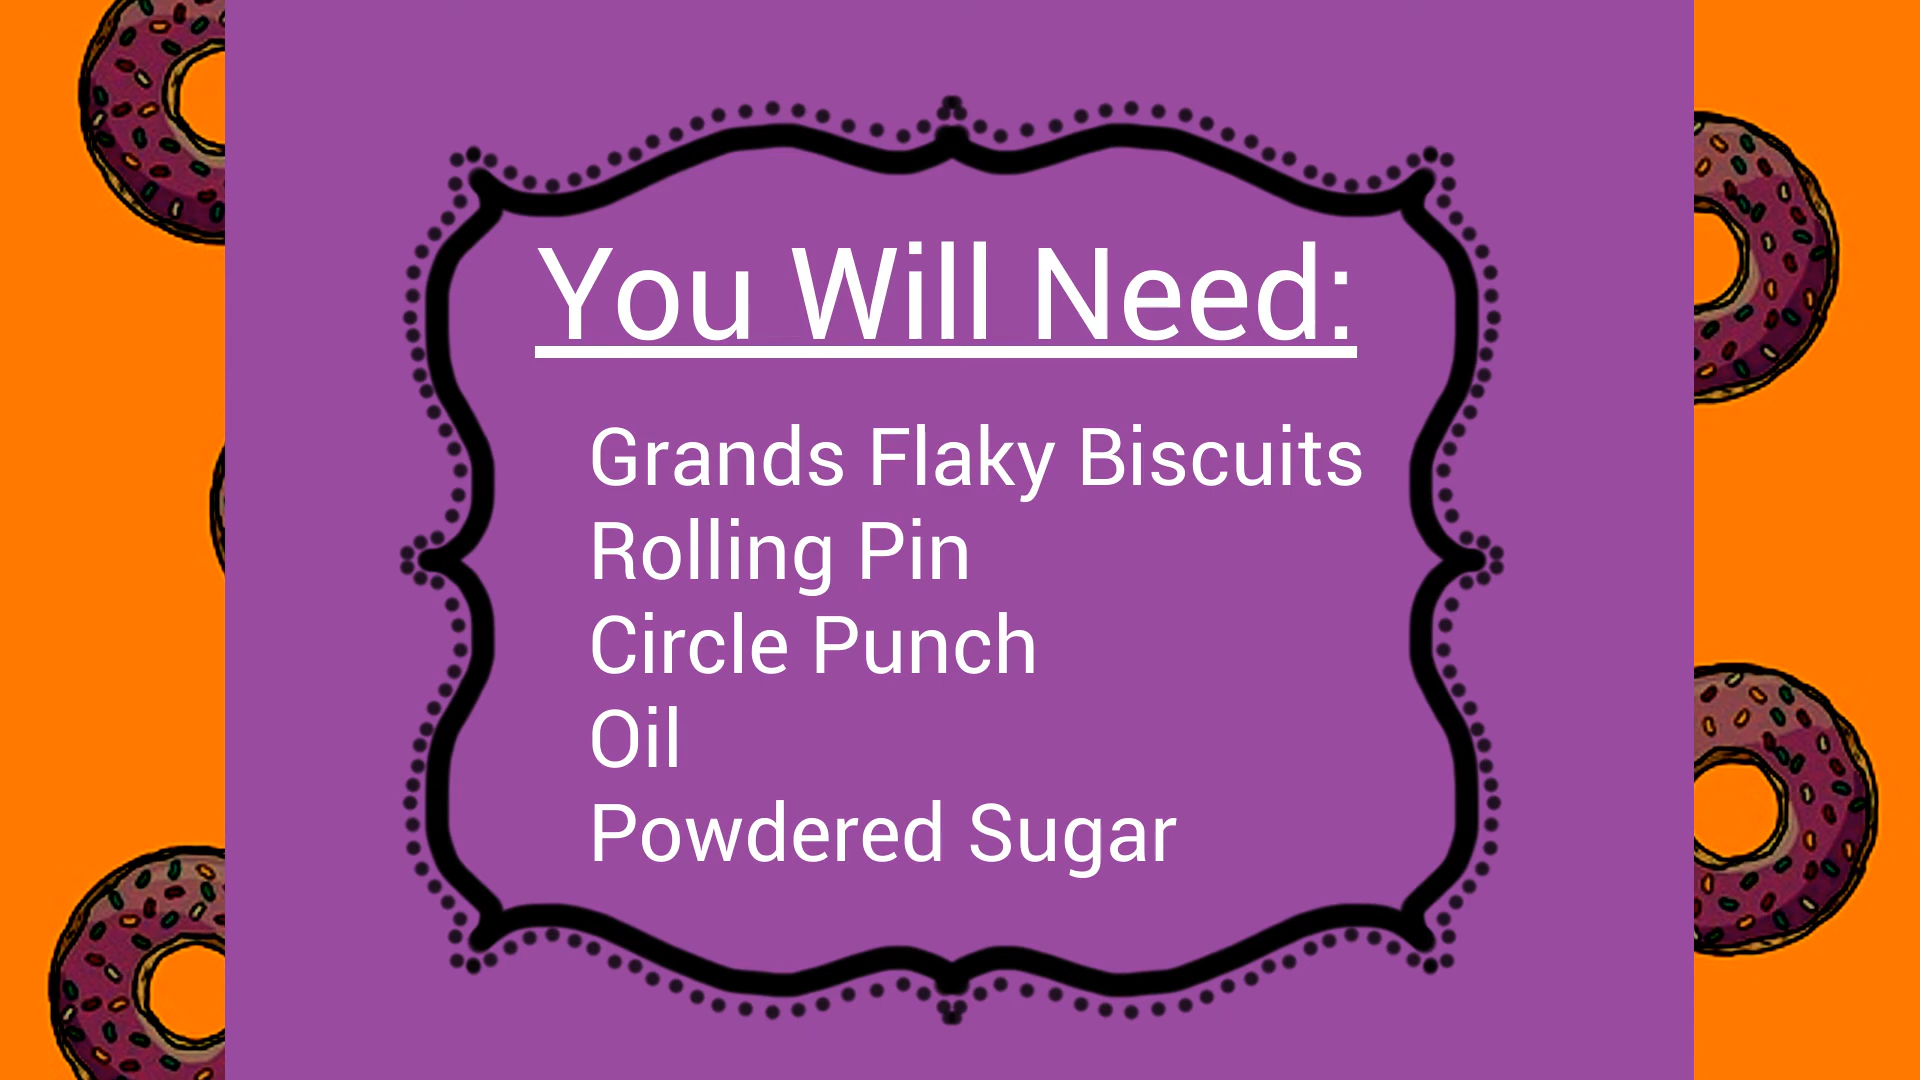 You Will Need:
Grands Flaky Biscuits
Rolling Pin
Circle Punch
Oil
Powdered Sugar